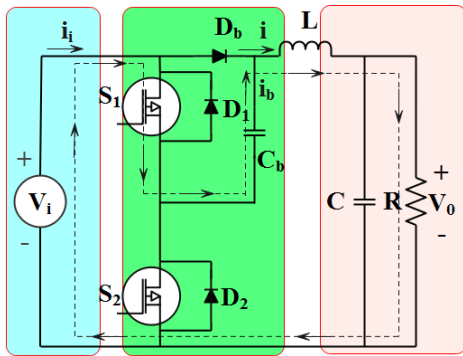 i_i D_b i L
S_1 D_1 i_b
C_b
+ V_i -
C R + V_0 -
S_2 D_2